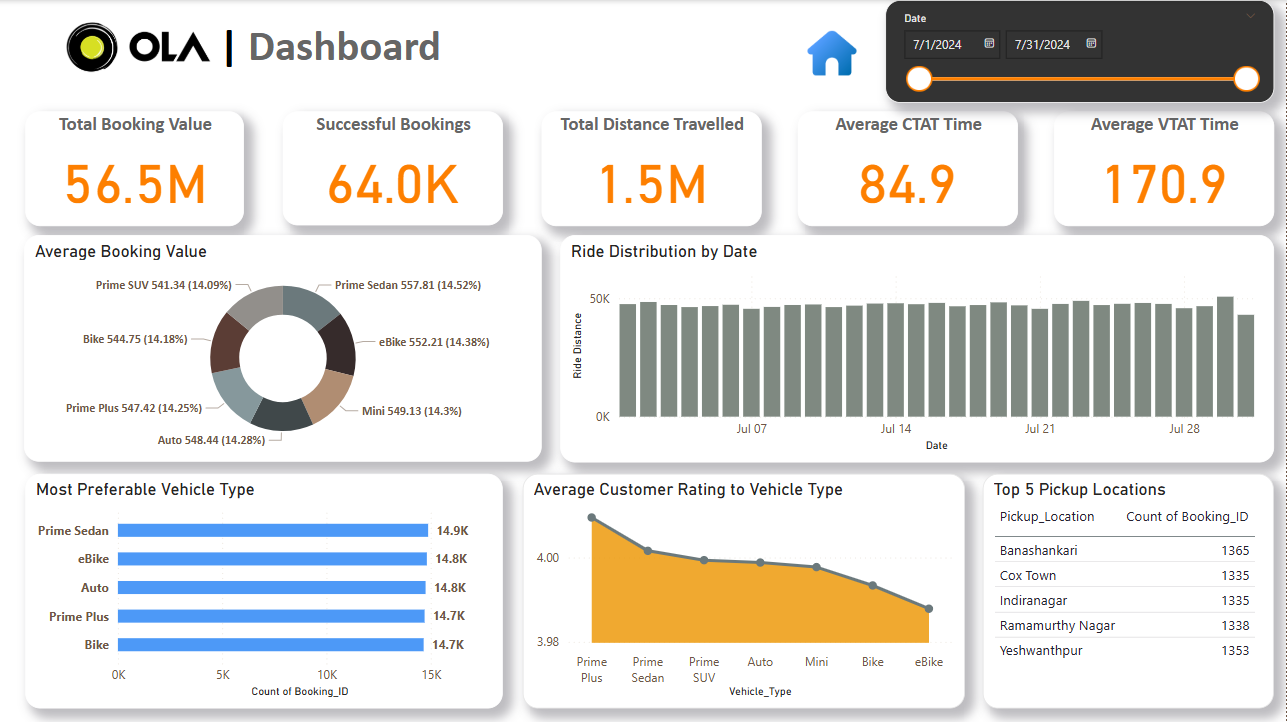 OLA | Dashboard
Date
7/1/2024 7/31/2024
Total Booking Value
56.5M
Successful Bookings
64.0K
Total Distance Travelled
1.5M
Average CTAT Time
84.9
Average VTAT Time
170.9
Average Booking Value
Prime SUV 541.34 (14.09%)
Prime Sedan 557.81 (14.52%)
Bike 544.75 (14.18%)
eBike 552.21 (14.38%)
Prime Plus 547.42 (14.25%)
Mini 549.13 (14.3%)
Auto 548.44 (14.28%)
Ride Distribution by Date
Ride Distance
50K
0K
Jul 07 Jul 14 Jul 21 Jul 28
Date
Most Preferable Vehicle Type
Prime Sedan 14.9K
eBike 14.8K
Auto 14.8K
Prime Plus 14.7K
Bike 14.7K
0K 5K 10K 15K
Count of Booking_ID
Average Customer Rating to Vehicle Type
4.00
3.98
Prime Plus
Prime Sedan
Prime SUV
Auto
Mini
Bike
eBike
Vehicle_Type
Top 5 Pickup Locations
Pickup_Location Count of Booking_ID
Banashankari 1365
Cox Town 1335
Indiranagar 1335
Ramamurthy Nagar 1338
Yeshwanthpur 1353